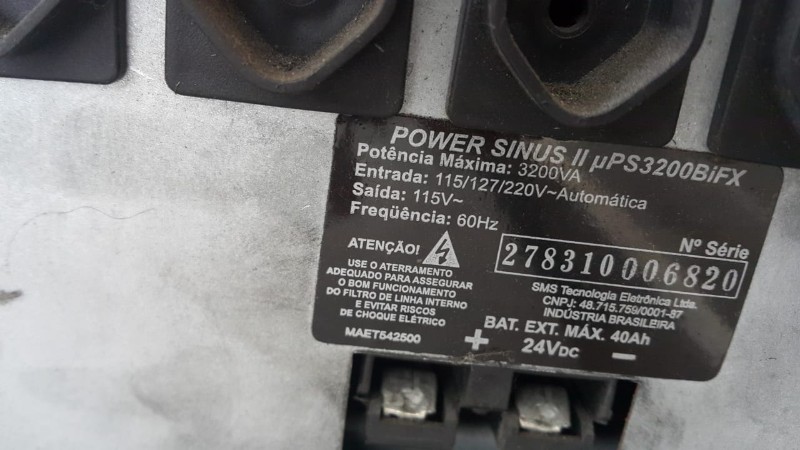 POWER SINUS II µPS3200BiFX
Potência Máxima: 3200VA
Entrada: 115/127/220V~Automática
Saída: 115V~
Freqüência: 60Hz
ATENÇÃO!
USE O ATERRAMENTO
ADEQUADO PARA ASSEGURAR
O BOM FUNCIONAMENTO
DO FILTRO DE LINHA INTERNO
E EVITAR RISCOS
DE CHOQUE ELÉTRICO
MAET542500
Nº Série
278310006820
SMS Tecnologia Eletrônica Ltda.
CNPJ: 48.715.759/0001-87
INDÚSTRIA BRASILEIRA
BAT. EXT. MÁX. 40Ah
+ 24VDC −